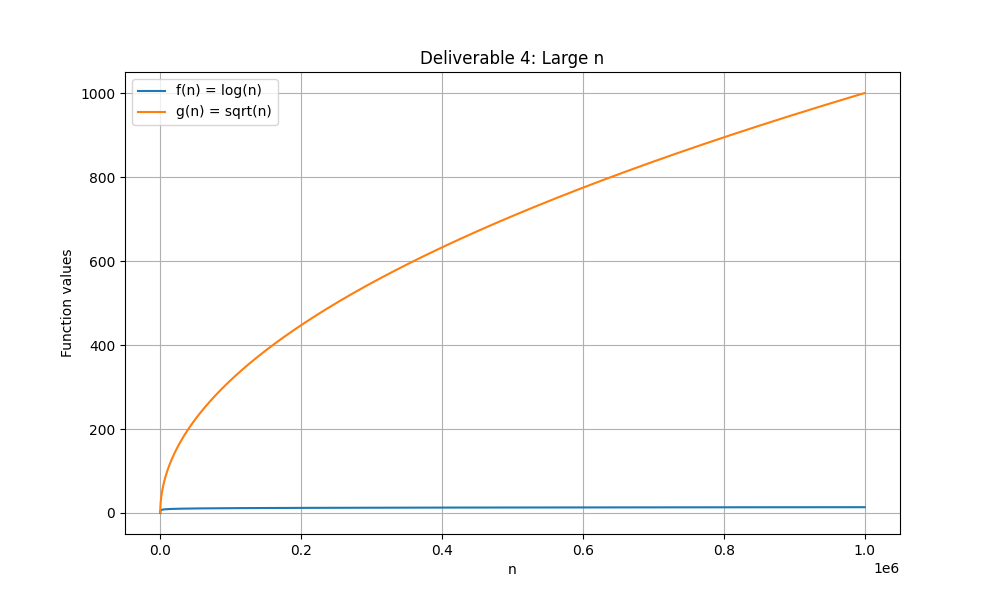 Deliverable 4: Large n
f(n) = log(n)
g(n) = sqrt(n)
Function values
1000
800
600
400
200
0
0.0 0.2 0.4 0.6 0.8 1.0
1e6
n